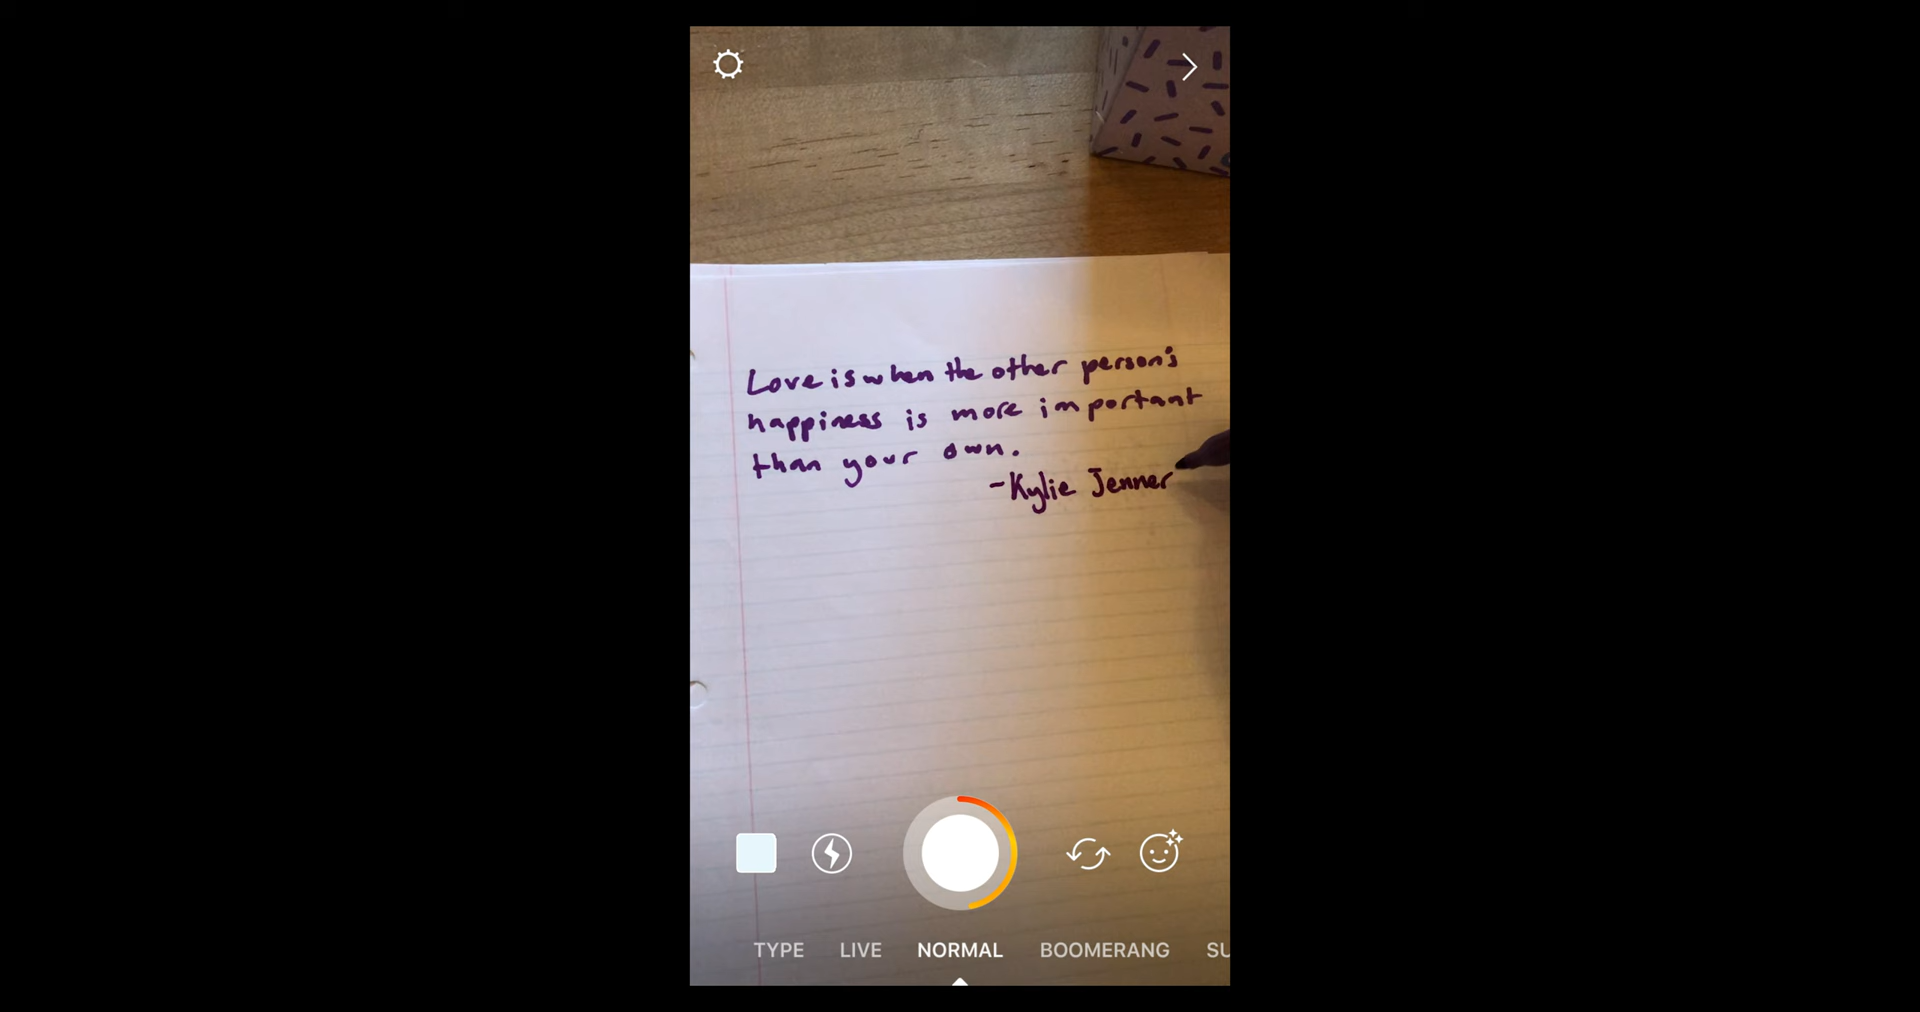 Love is when the other person's
happiness is more important
than your own.
-Kylie Jenner
TYPE LIVE NORMAL BOOMERANG SU